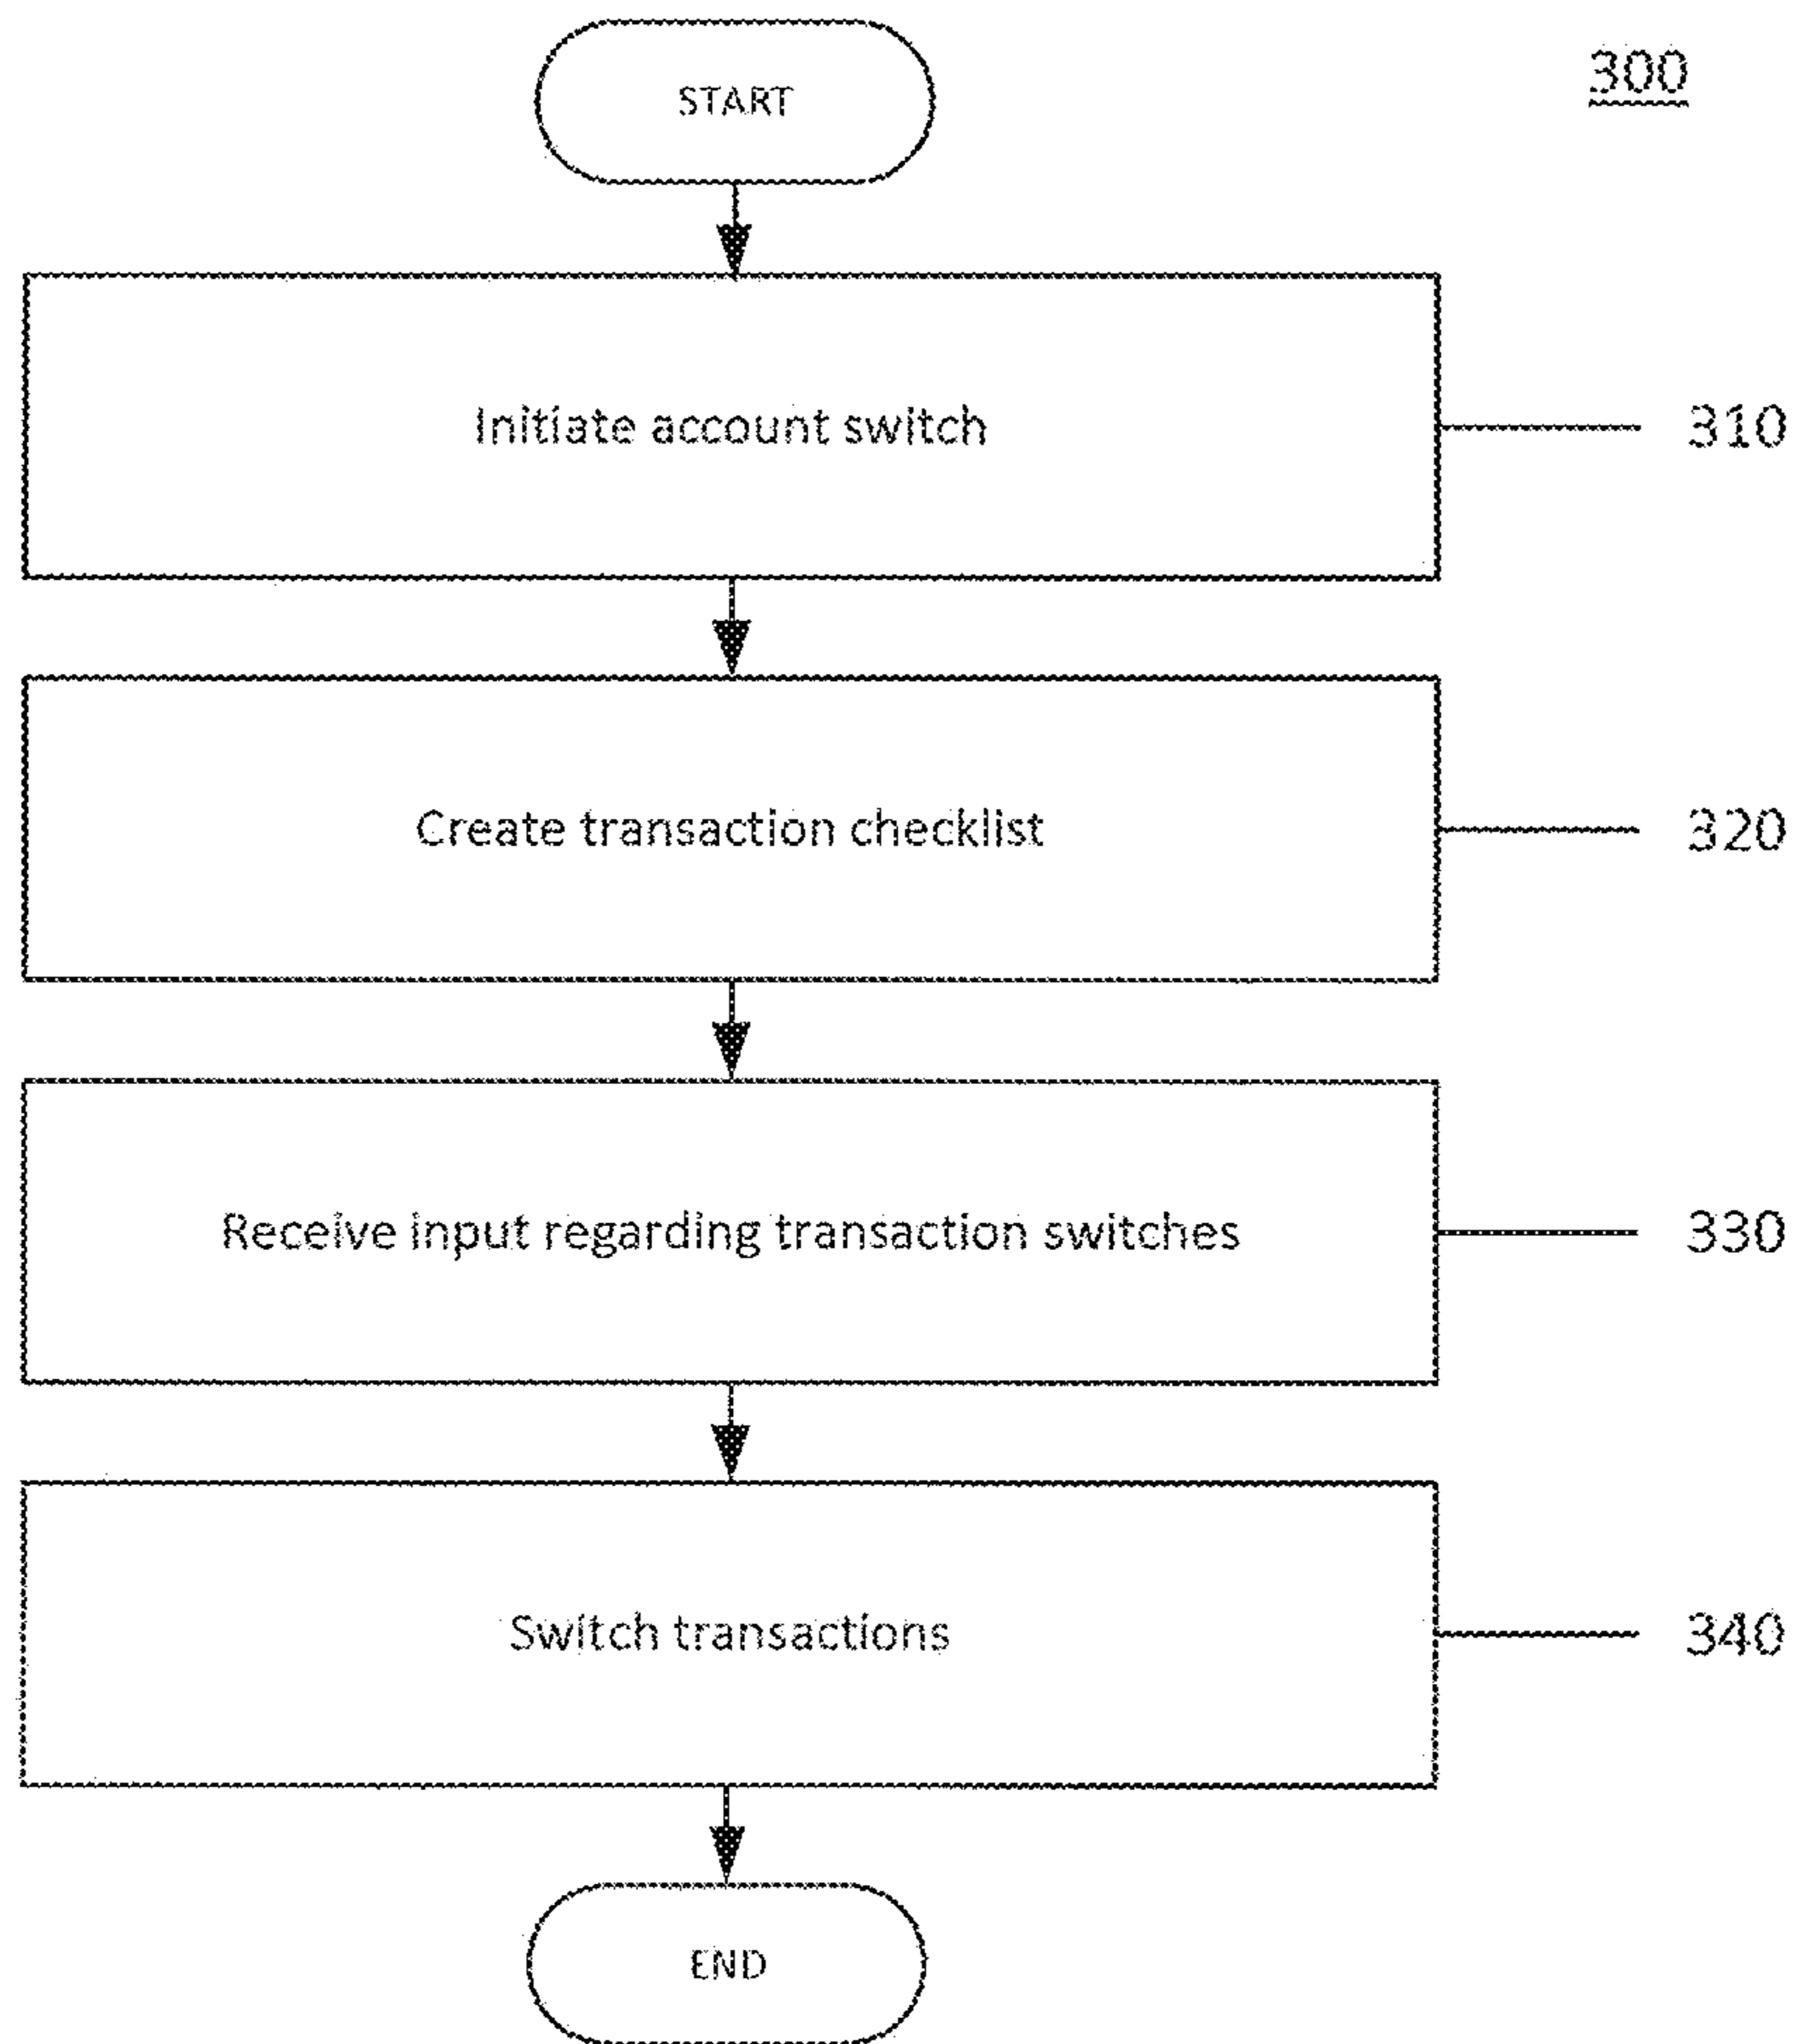 START
300
Initiate account switch
310
Create transaction checklist
320
Receive input regarding transaction switches
330
Switch transactions
340
END